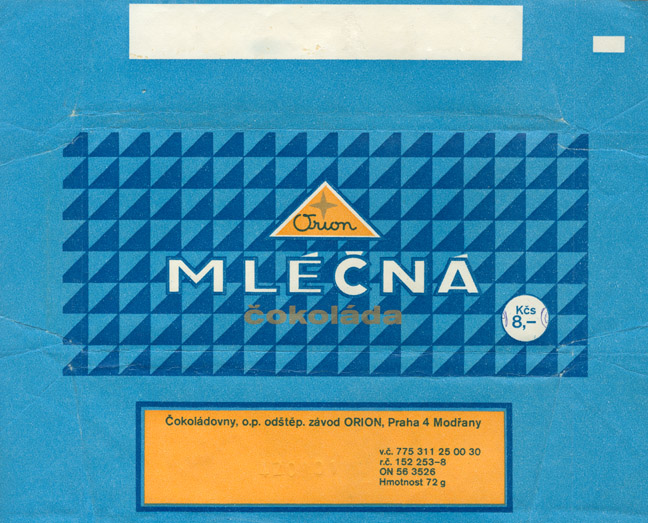 Orion
MLÉČNÁ
čokoláda
Kčs
8,–
Čokoládovny, o.p. odštěp. závod ORION, Praha 4 Modřany
v.č. 775 311 25 00 30
r.č. 152 253–8
ON 56 3526
Hmotnost 72 g